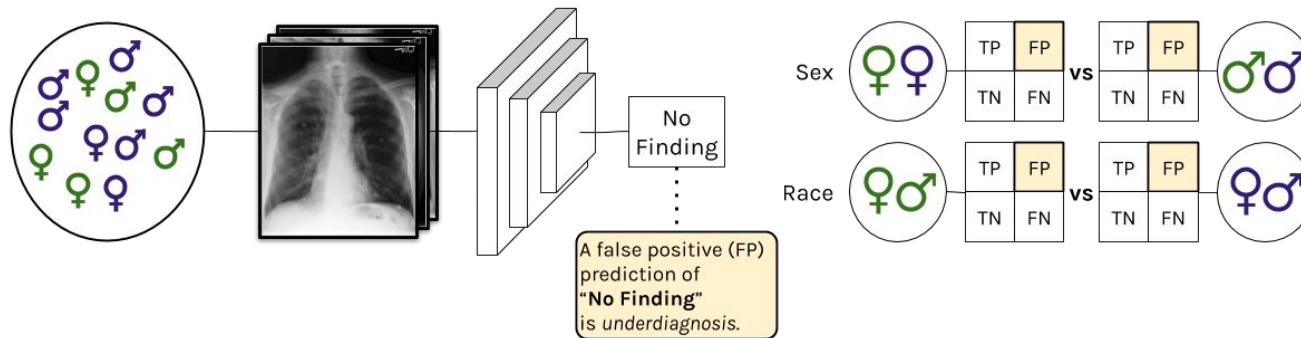 No
Finding
A false positive (FP)
prediction of
“No Finding”
is underdiagnosis.
Sex
TP FP
TN FN
vs
TP FP
TN FN
Race
TP FP
TN FN
vs
TP FP
TN FN